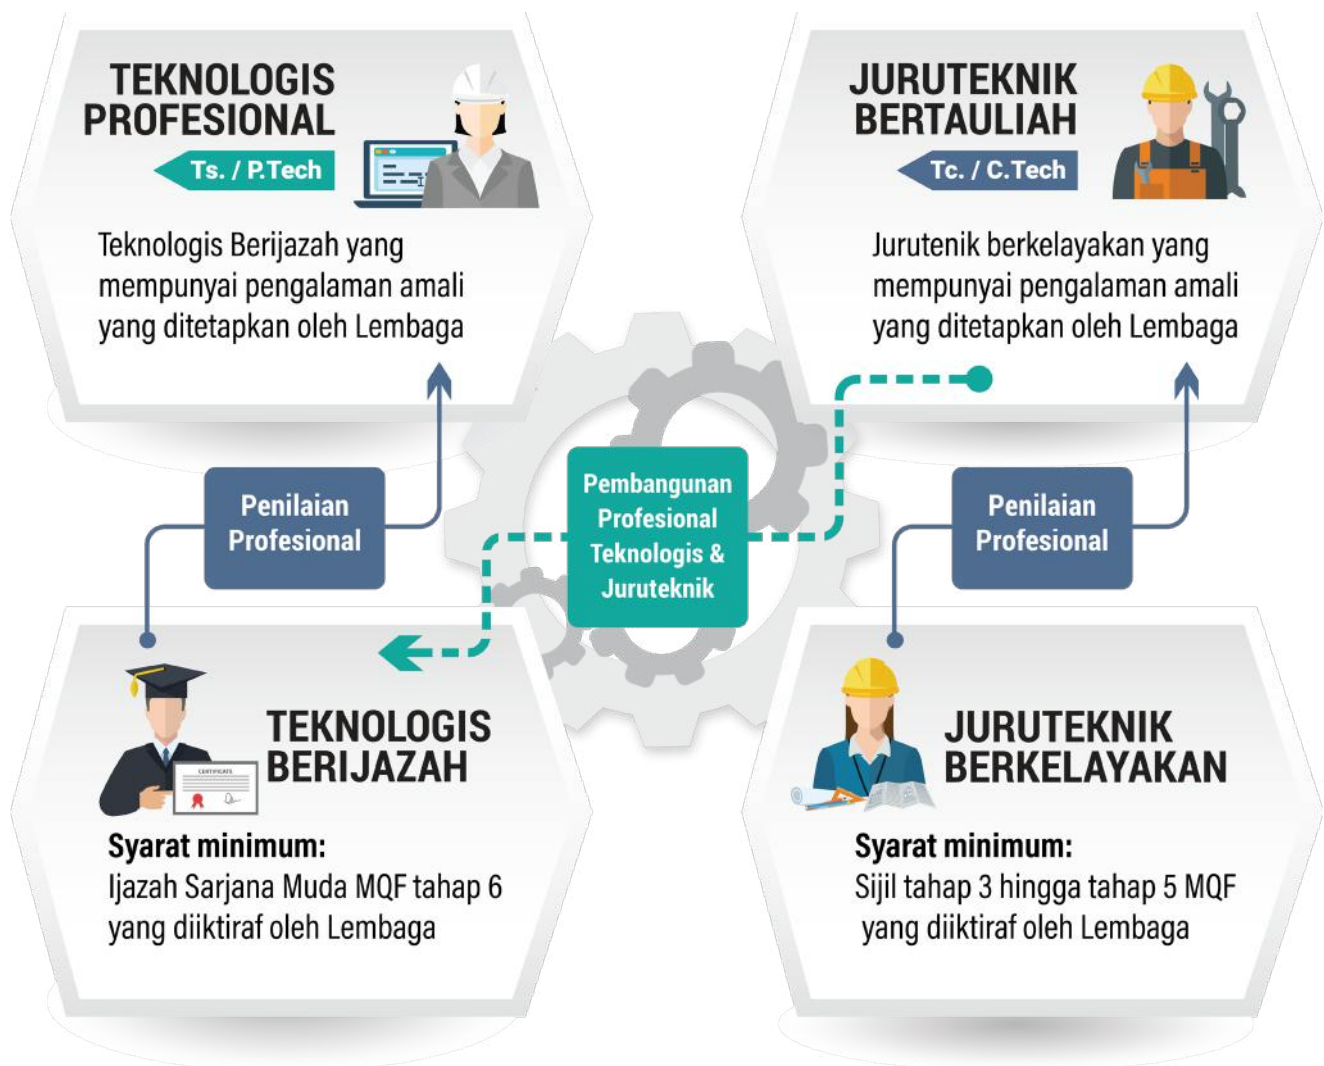 TEKNOLOGIS
PROFESIONAL
Ts. / P.Tech
Teknologis Berijazah yang
mempunyai pengalaman amali
yang ditetapkan oleh Lembaga
JURUTEKNIK
BERTAULIAH
Tc. / C.Tech
Jurutenik berkelayakan yang
mempunyai pengalaman amali
yang ditetapkan oleh Lembaga
Penilaian
Profesional
Pembangunan
Profesional
Teknologis &
Juruteknik
Penilaian
Profesional
CERTIFICATE
TEKNOLOGIS
BERIJAZAH
Syarat minimum:
Ijazah Sarjana Muda MQF tahap 6
yang diiktiraf oleh Lembaga
JURUTEKNIK
BERKELAYAKAN
Syarat minimum:
Sijil tahap 3 hingga tahap 5 MQF
yang diiktiraf oleh Lembaga